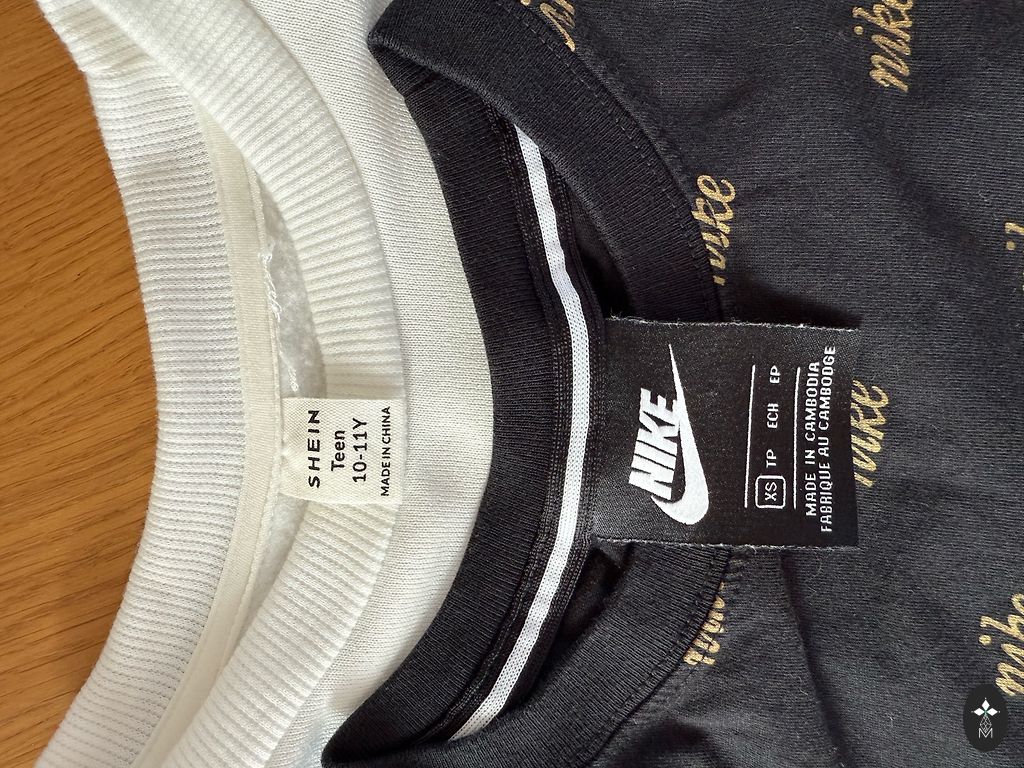 SHEIN
Teen
10-11Y
MADE IN CHINA
NIKE
XS TP ECH EP
MADE IN CAMBODIA
FABRIQUE AU CAMBODGE
nike
nike
nike
nike
M